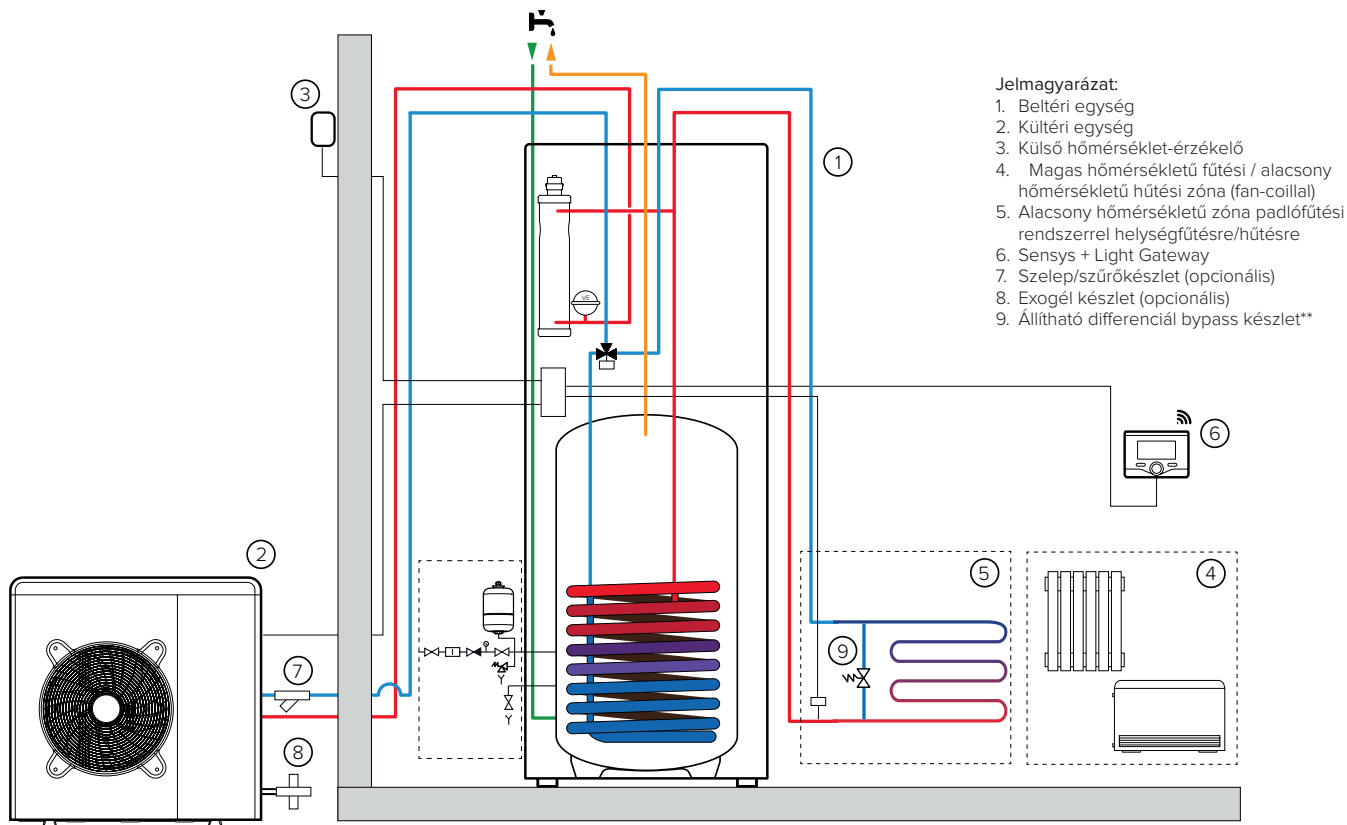 3
1
Jelmagyarázat:
1. Beltéri egység
2. Kültéri egység
3. Külső hőmérséklet-érzékelő
4. Magas hőmérsékletű fűtési / alacsony
hőmérsékletű hűtési zóna (fan-coillal)
5. Alacsony hőmérsékletű zóna padlófűtési
rendszerrel helységfűtésre/hűtésre
6. Sensys + Light Gateway
7. Szelep/szűrőkészlet (opcionális)
8. Exogél készlet (opcionális)
9. Állítható differenciál bypass készlet**
VE
6
2
5
4
9
7
8